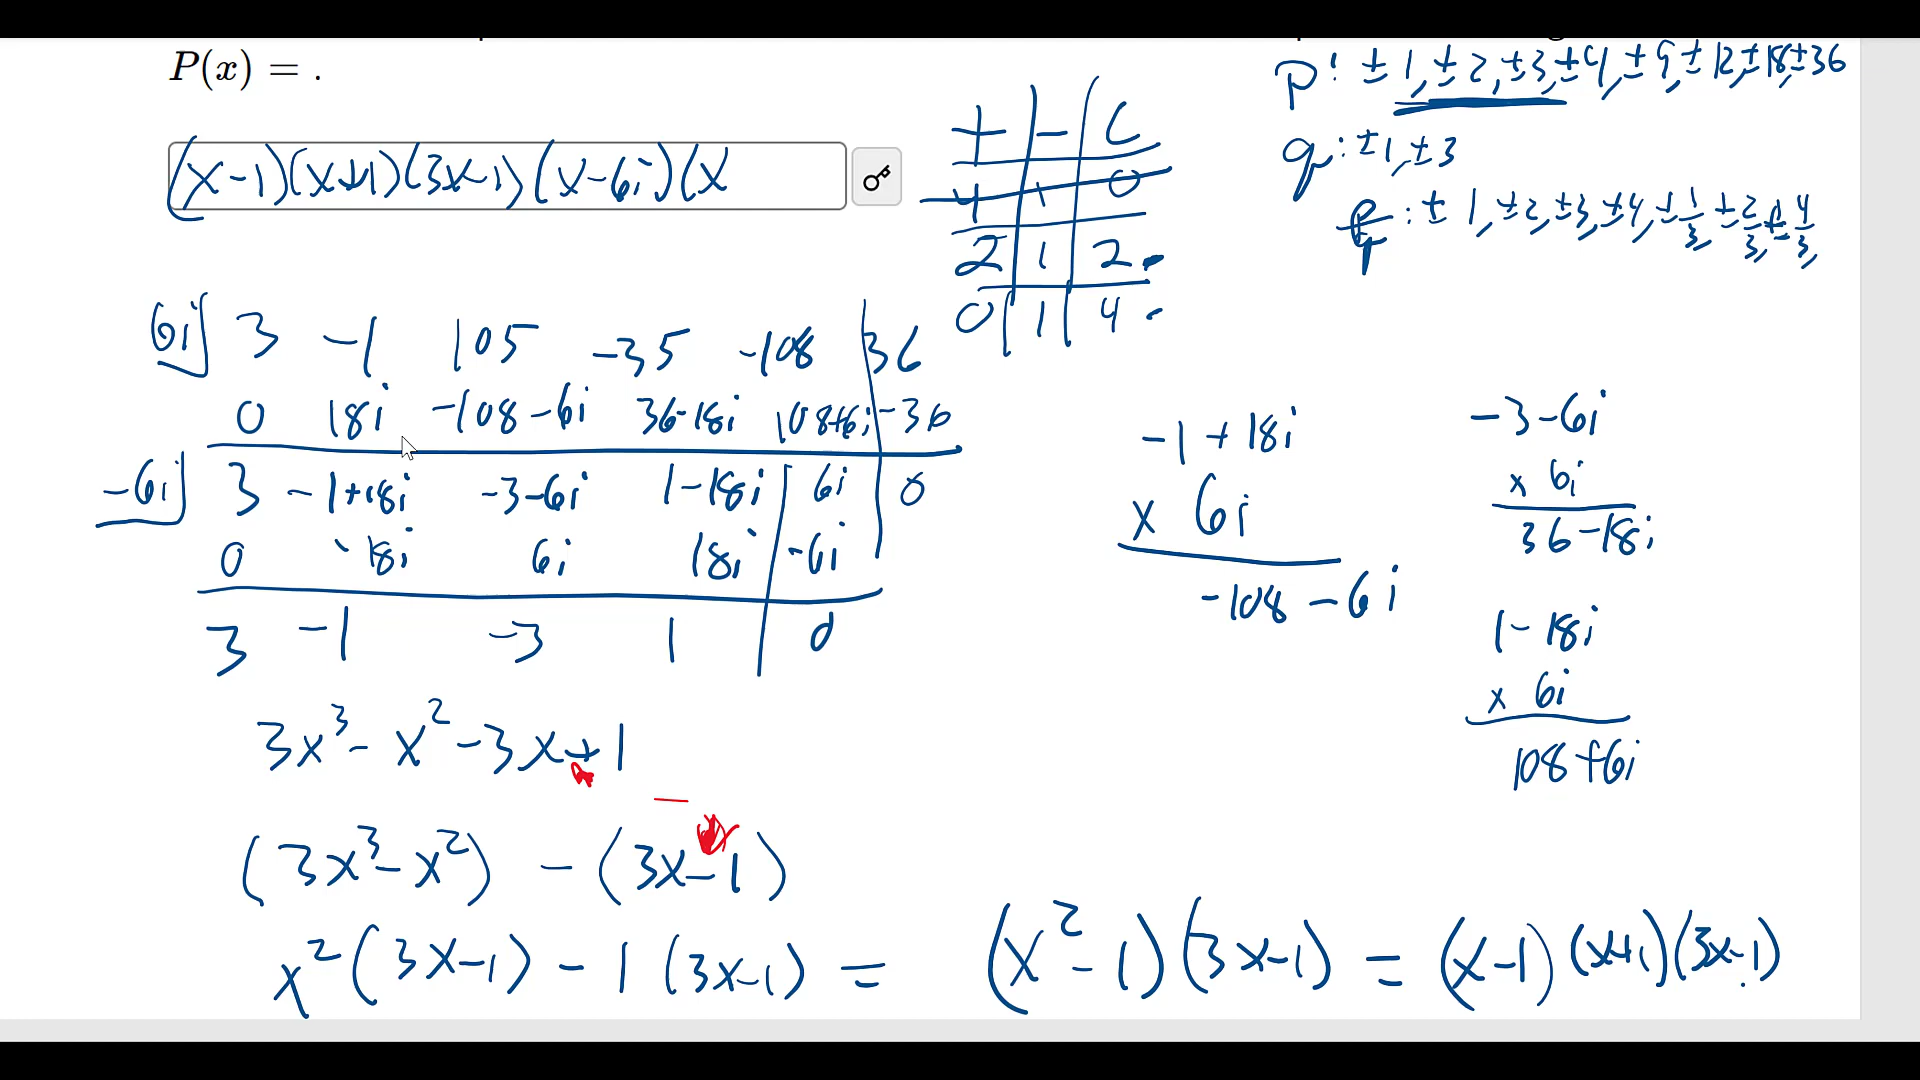 P(x) = .
(x-1)(x+1)(3x-1)(x-6i)(x
+ | - | C
4 1 0
2 1 2
0 1 4
p: ±1, ±2, ±3, ±4, ±9, ±12, ±18, ±36
q: ±1, ±3
p/q: ±1, ±2, ±3, ±4, ±1/3, ±2/3, ±4/3,
6i] 3 -1 105 -35 -108 36
0 18i -108-6i 36-18i 108+6i -36
-6i] 3 -1+18i -3-6i 1-18i 6i 0
0 -18i 6i 18i -6i
3 -1 -3 1 0
-1+18i
x 6i
-108-6i
-3-6i
x 6i
36-18i
1-18i
x 6i
108+6i
3x³-x²-3x+1
(3x³-x²) - (3x-1)
x²(3x-1) - 1(3x-1) = (x²-1)(3x-1) = (x-1)(x+1)(3x-1)